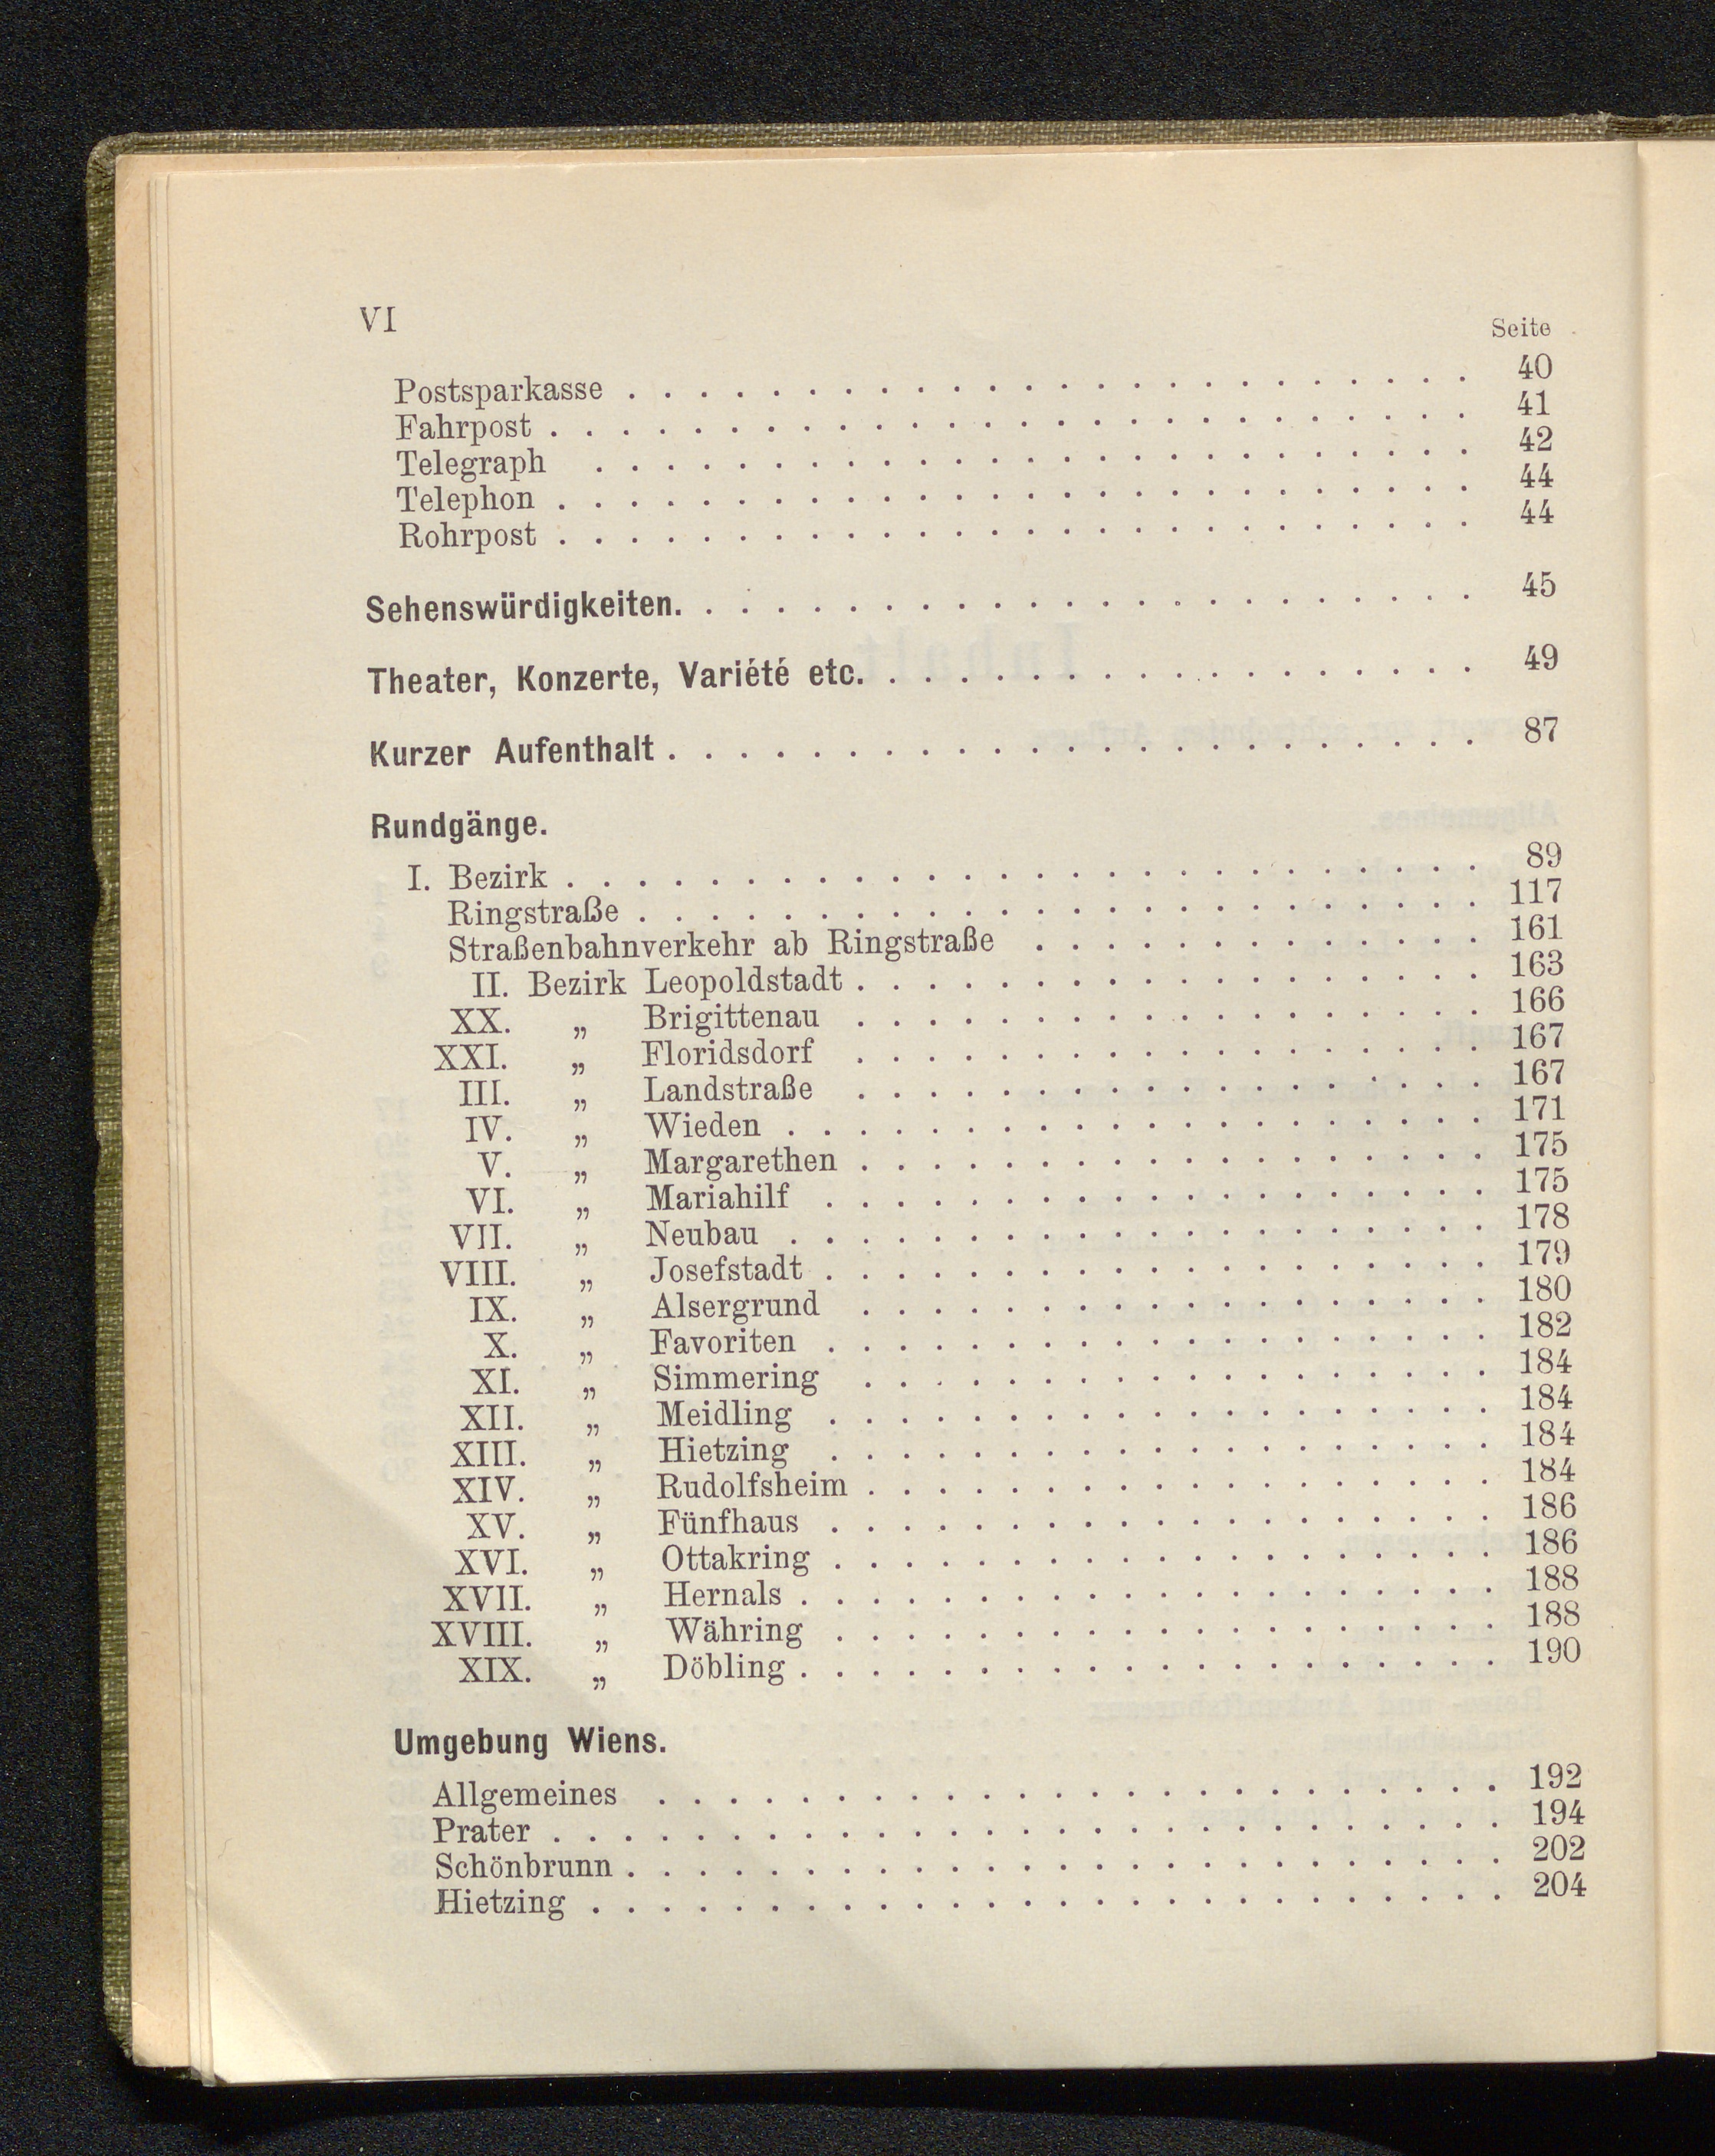 VI
Seite
Postsparkasse . . . . . . . . . . . . . . . . . . . . . . . . 40
Fahrpost . . . . . . . . . . . . . . . . . . . . . . . . . . 41
Telegraph . . . . . . . . . . . . . . . . . . . . . . . . . 42
Telephon . . . . . . . . . . . . . . . . . . . . . . . . . . 44
Rohrpost . . . . . . . . . . . . . . . . . . . . . . . . . . 44
Sehenswürdigkeiten. . . . . . . . . . . . . . . . . . . . . . . 45
Theater, Konzerte, Variété etc. . . . . . . . . . . . . . . . . . 49
Kurzer Aufenthalt . . . . . . . . . . . . . . . . . . . . . . . 87
Rundgänge.
I. Bezirk . . . . . . . . . . . . . . . . . . . . . . . . . . 89
Ringstraße . . . . . . . . . . . . . . . . . . . . . . . . 117
Straßenbahnverkehr ab Ringstraße . . . . . . . . . . . . . 161
II. Bezirk Leopoldstadt . . . . . . . . . . . . . . . . . . 163
XX. „ Brigittenau . . . . . . . . . . . . . . . . . . 166
XXI. „ Floridsdorf . . . . . . . . . . . . . . . . . . 167
III. „ Landstraße . . . . . . . . . . . . . . . . . . 167
IV. „ Wieden . . . . . . . . . . . . . . . . . . . . 171
V. „ Margarethen . . . . . . . . . . . . . . . . . . 175
VI. „ Mariahilf . . . . . . . . . . . . . . . . . . . 175
VII. „ Neubau . . . . . . . . . . . . . . . . . . . . 178
VIII. „ Josefstadt . . . . . . . . . . . . . . . . . . . 179
IX. „ Alsergrund . . . . . . . . . . . . . . . . . . 180
X. „ Favoriten . . . . . . . . . . . . . . . . . . . 182
XI. „ Simmering . . . . . . . . . . . . . . . . . . 184
XII. „ Meidling . . . . . . . . . . . . . . . . . . . 184
XIII. „ Hietzing . . . . . . . . . . . . . . . . . . . 184
XIV. „ Rudolfsheim . . . . . . . . . . . . . . . . . . 184
XV. „ Fünfhaus . . . . . . . . . . . . . . . . . . . 186
XVI. „ Ottakring . . . . . . . . . . . . . . . . . . . 186
XVII. „ Hernals . . . . . . . . . . . . . . . . . . . . 188
XVIII. „ Währing . . . . . . . . . . . . . . . . . . . 188
XIX. „ Döbling . . . . . . . . . . . . . . . . . . . . 190
Umgebung Wiens.
Allgemeines . . . . . . . . . . . . . . . . . . . . . . . . 192
Prater . . . . . . . . . . . . . . . . . . . . . . . . . . . 194
Schönbrunn . . . . . . . . . . . . . . . . . . . . . . . . . 202
Hietzing . . . . . . . . . . . . . . . . . . . . . . . . . . 204